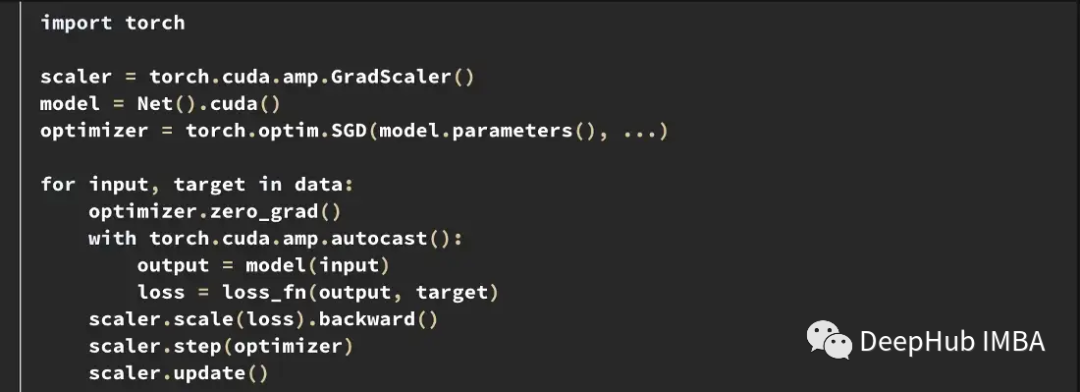 import torch
scaler = torch.cuda.amp.GradScaler()
model = Net().cuda()
optimizer = torch.optim.SGD(model.parameters(), ...)
for input, target in data:
    optimizer.zero_grad()
    with torch.cuda.amp.autocast():
        output = model(input)
        loss = loss_fn(output, target)
    scaler.scale(loss).backward()
    scaler.step(optimizer)
    scaler.update()
DeepHub IMBA